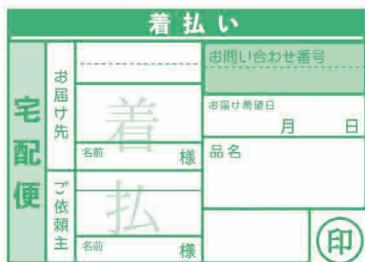 着払い
宅配便
お届け先
着
名前 様
ご依頼主
払
名前 様
お問い合わせ番号
お届け希望日
月 日
品名
印